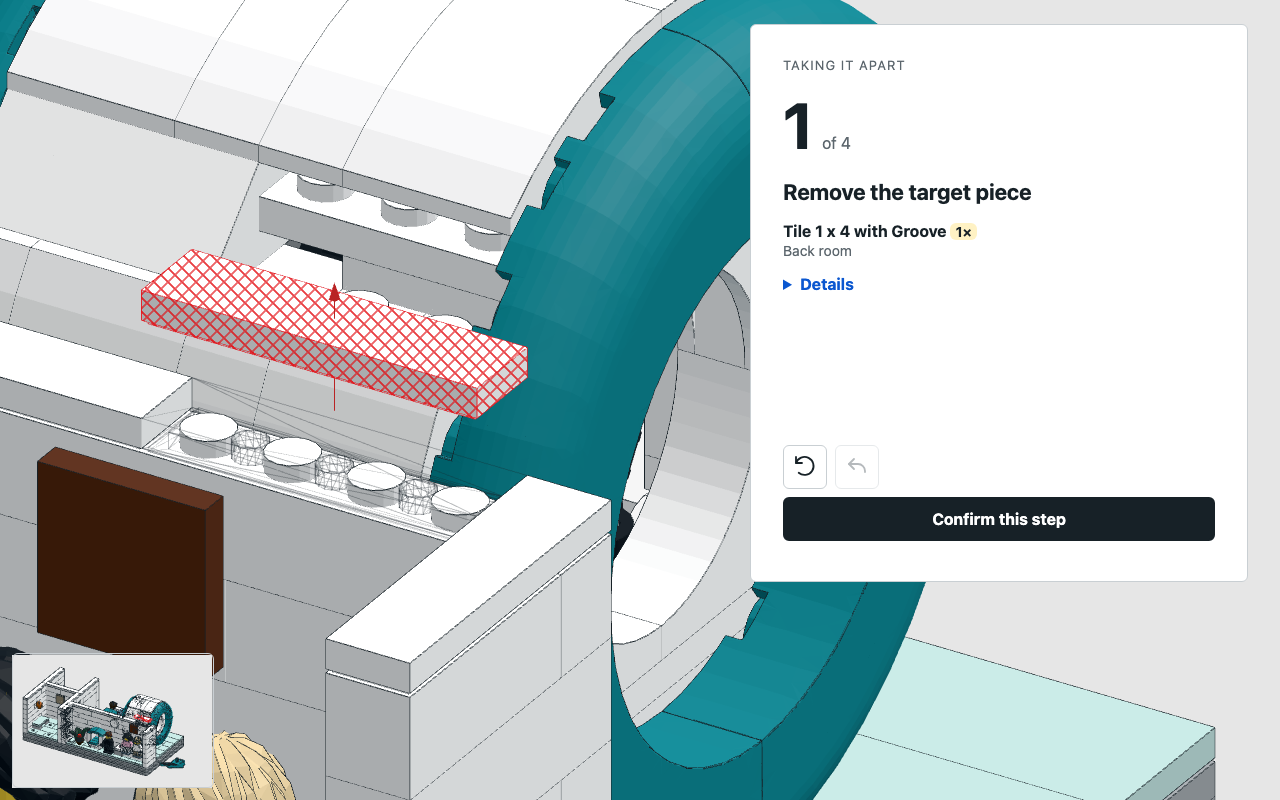 TAKING IT APART
1 of 4
Remove the target piece
Tile 1 x 4 with Groove 1×
Back room
Details
Confirm this step